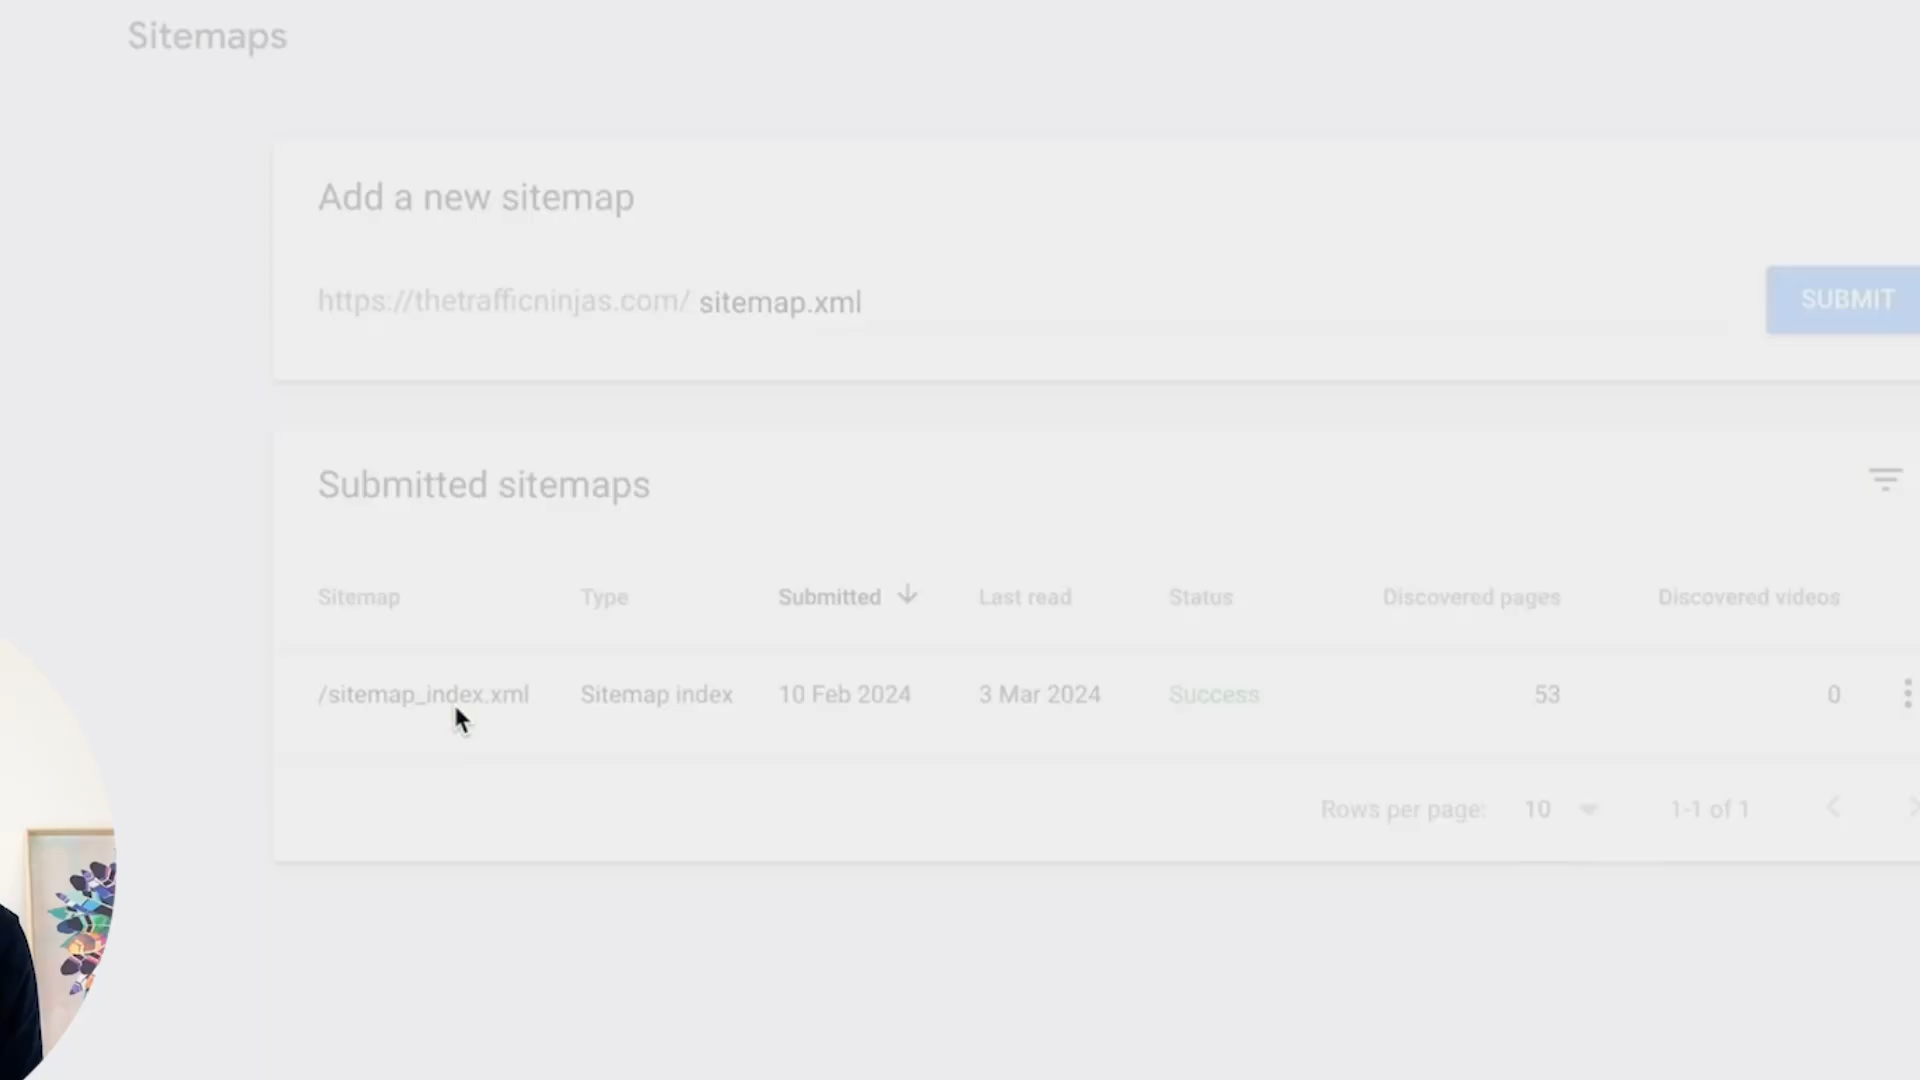 Sitemaps
Add a new sitemap
https://thetrafficninjas.com/ sitemap.xml
SUBMIT
Submitted sitemaps
Sitemap Type Submitted Last read Status Discovered pages Discovered videos
/sitemap_index.xml Sitemap index 10 Feb 2024 3 Mar 2024 Success 53 0
Rows per page: 10 1-1 of 1